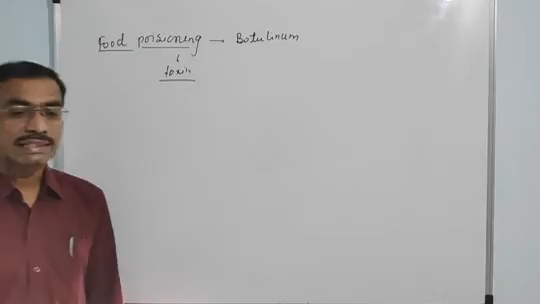 Food poisoning → Botulinum
↓
toxin